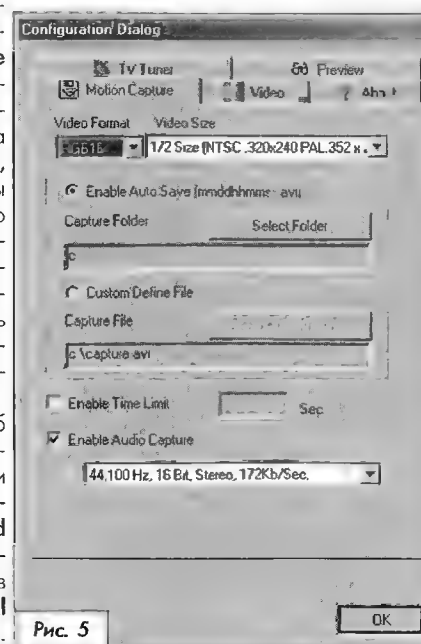 Configuration Dialog
TV Tuner Preview
Motion Capture Video
Video Format Video Size
1/2 Size (NTSC .320x240 PAL.352 x
Enable Auto Save
Capture Folder Select Folder
c
Custom Define File
Capture File
c:\capture.avi
Enable Time Limit Sec
Enable Audio Capture
44,100 Hz, 16 Bit, Stereo, 172Kb/Sec.
OK
Рис. 5